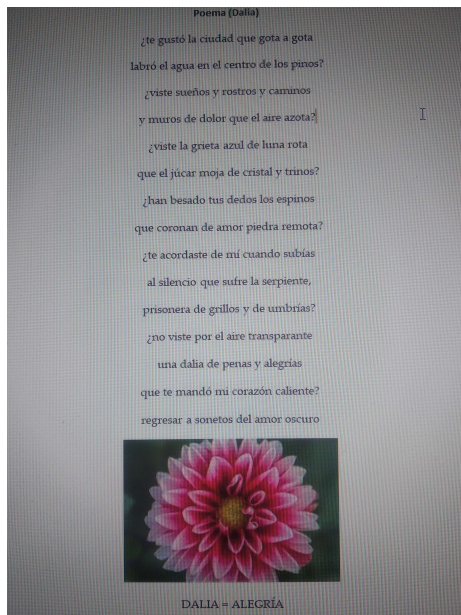 Poema (Dalia)
¿te gustó la ciudad que gota a gota
labró el agua en el centro de los pinos?
¿viste sueños y rostros y caminos
y muros de dolor que el aire azota?
¿viste la grieta azul de luna rota
que el júcar moja de cristal y trinos?
¿han besado tus dedos los espinos
que coronan de amor piedra remota?
¿te acordaste de mí cuando subías
al silencio que sufre la serpiente,
prisonera de grillos y de umbrías?
¿no viste por el aire transparante
una dalia de penas y alegrías
que te mandó mi corazón caliente?
regresar a sonetos del amor oscuro
DALIA = ALEGRÍA